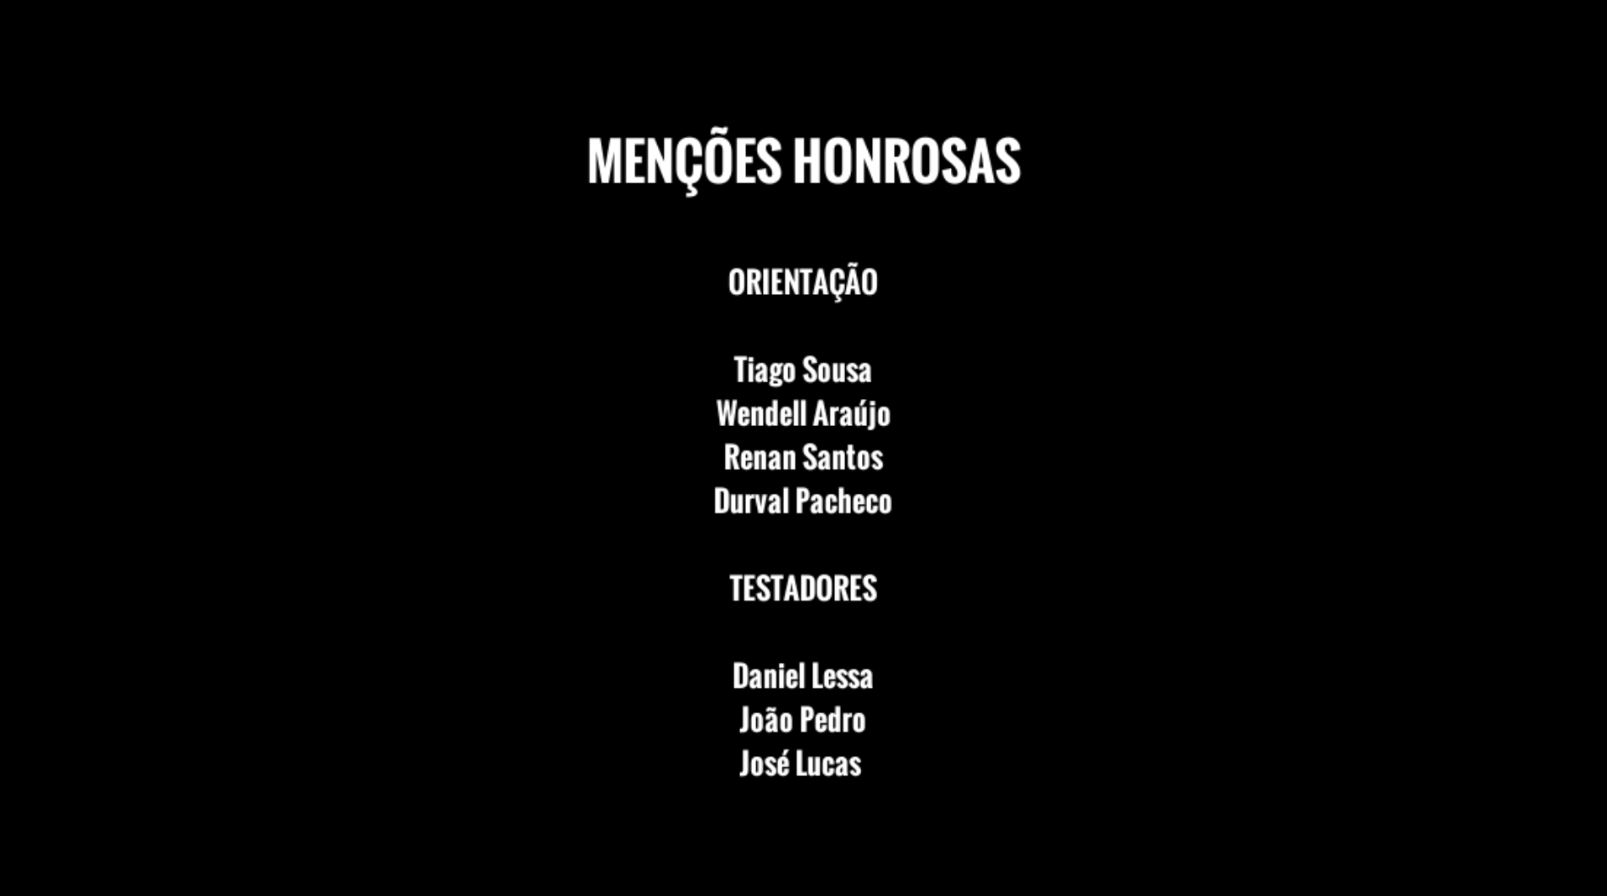 MENÇÕES HONROSAS
ORIENTAÇÃO
Tiago Sousa
Wendell Araújo
Renan Santos
Durval Pacheco
TESTADORES
Daniel Lessa
João Pedro
José Lucas